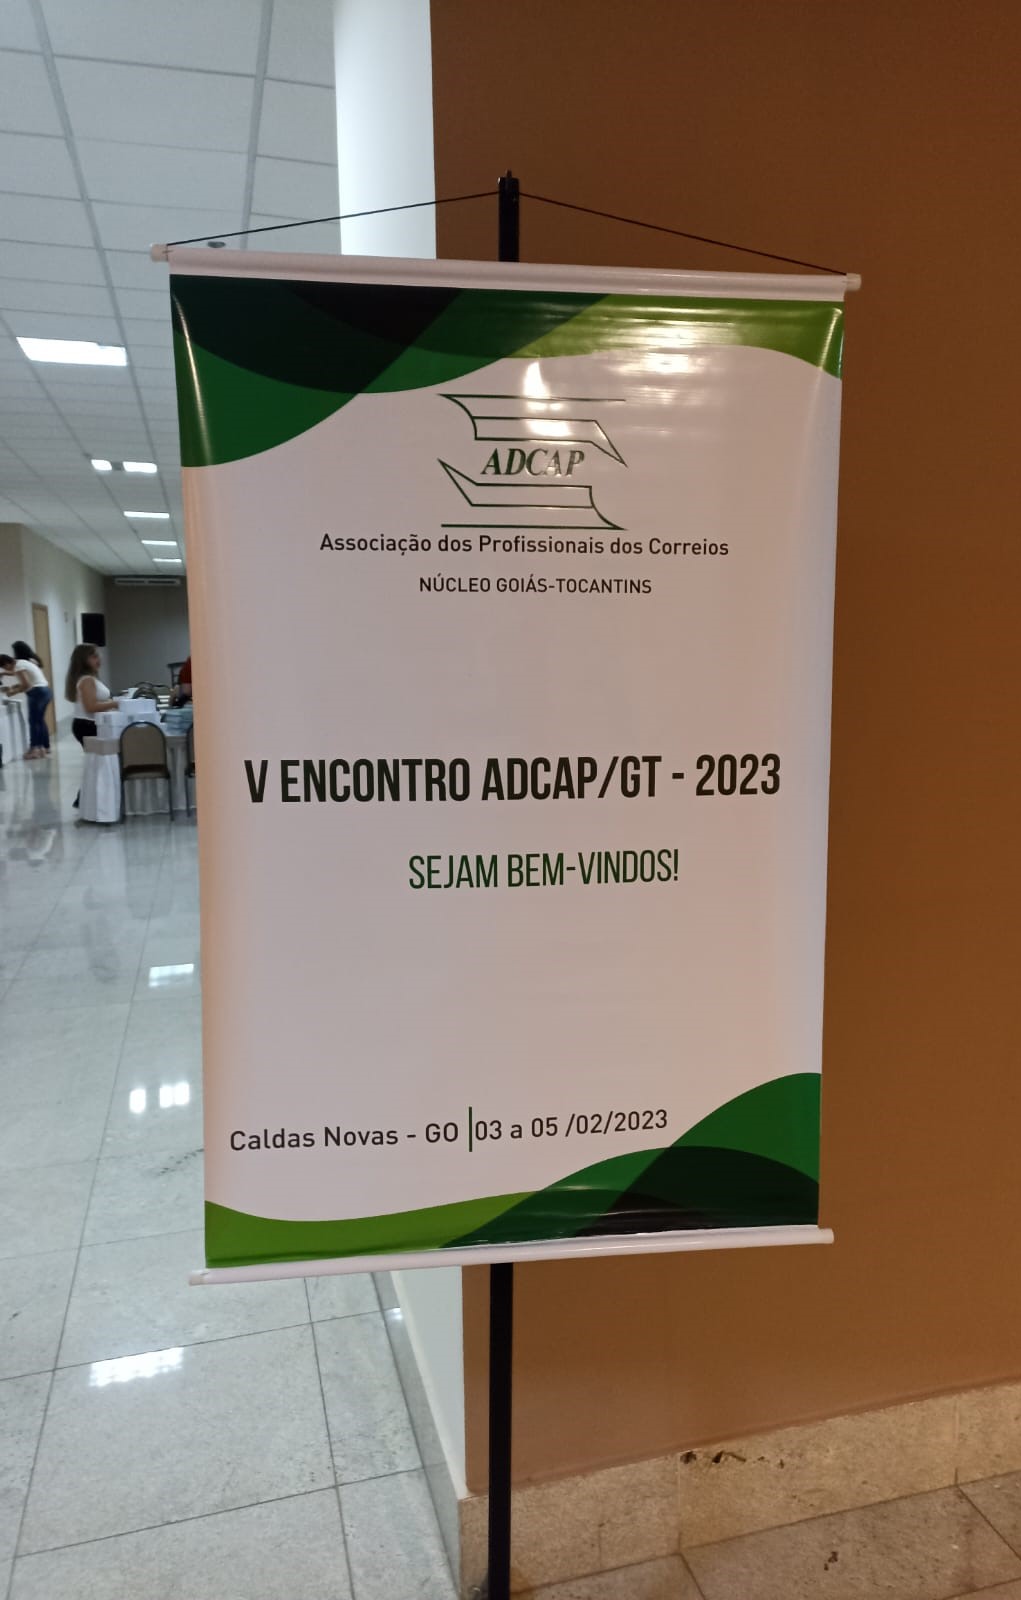 ADCAP
Associação dos Profissionais dos Correios
NÚCLEO GOIÁS-TOCANTINS
V ENCONTRO ADCAP/GT - 2023
SEJAM BEM-VINDOS!
Caldas Novas - GO | 03 a 05 /02/2023